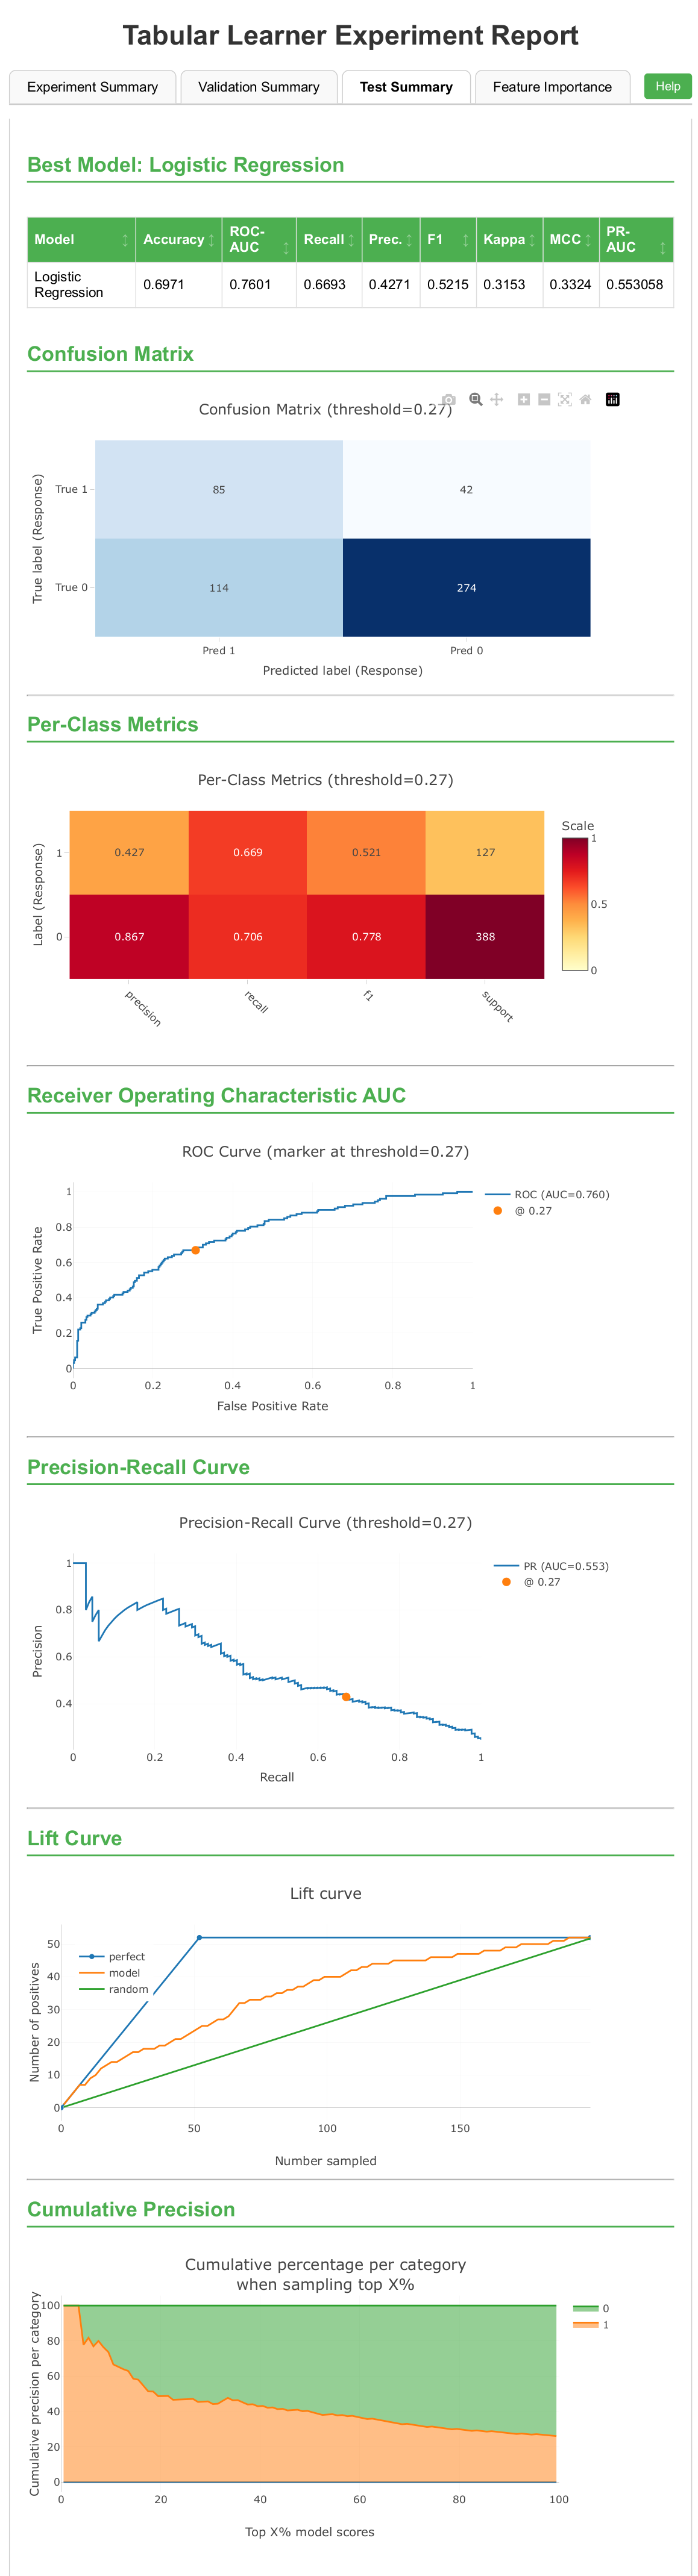 Tabular Learner Experiment Report
Experiment Summary
Validation Summary
Test Summary
Feature Importance
Help
Best Model: Logistic Regression
Model Accuracy ROC-AUC Recall Prec. F1 Kappa MCC PR-AUC
Logistic Regression 0.6971 0.7601 0.6693 0.4271 0.5215 0.3153 0.3324 0.553058
Confusion Matrix
Confusion Matrix (threshold=0.27)
True label (Response)
True 1 85 42
True 0 114 274
Pred 1 Pred 0
Predicted label (Response)
Per-Class Metrics
Per-Class Metrics (threshold=0.27)
Label (Response)
1 0.427 0.669 0.521 127
0 0.867 0.706 0.778 388
precision recall f1 support
Scale
1
0.5
0
Receiver Operating Characteristic AUC
ROC Curve (marker at threshold=0.27)
ROC (AUC=0.760)
@ 0.27
True Positive Rate
1
0.8
0.6
0.4
0.2
0
0 0.2 0.4 0.6 0.8 1
False Positive Rate
Precision-Recall Curve
Precision-Recall Curve (threshold=0.27)
PR (AUC=0.553)
@ 0.27
Precision
1
0.8
0.6
0.4
0 0.2 0.4 0.6 0.8 1
Recall
Lift Curve
Lift curve
perfect
model
random
Number of positives
50
40
30
20
10
0
0 50 100 150
Number sampled
Cumulative Precision
Cumulative percentage per category
when sampling top X%
0
1
Cumulative precision per category
100
80
60
40
20
0
0 20 40 60 80 100
Top X% model scores